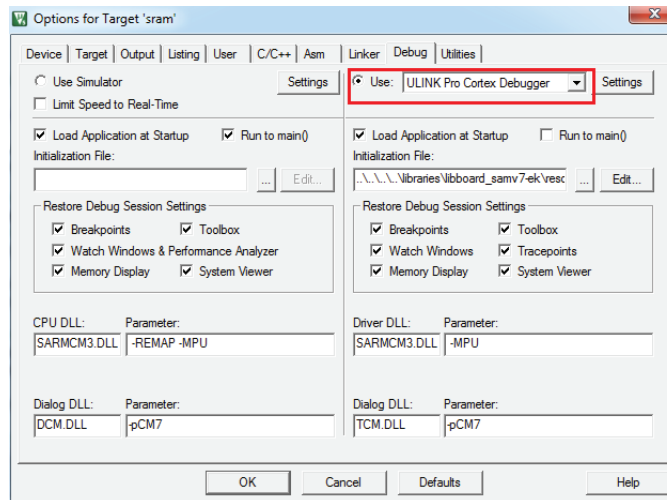 Options for Target 'sram'
Device | Target | Output | Listing | User | C/C++ | Asm | Linker | Debug | Utilities
Use Simulator
Settings
Limit Speed to Real-Time
Use:
ULINK Pro Cortex Debugger
Settings
Load Application at Startup
Run to main()
Initialization File:
...
Edit...
Load Application at Startup
Run to main()
Initialization File:
..\..\..\..\libraries\libboard_samv7-ek\resc
...
Edit...
Restore Debug Session Settings
Breakpoints
Toolbox
Watch Windows & Performance Analyzer
Memory Display
System Viewer
Restore Debug Session Settings
Breakpoints
Toolbox
Watch Windows
Tracepoints
Memory Display
System Viewer
CPU DLL:
Parameter:
SARMCM3.DLL
-REMAP -MPU
Driver DLL:
Parameter:
SARMCM3.DLL
-MPU
Dialog DLL:
Parameter:
DCM.DLL
-pCM7
Dialog DLL:
Parameter:
TCM.DLL
-pCM7
OK
Cancel
Defaults
Help